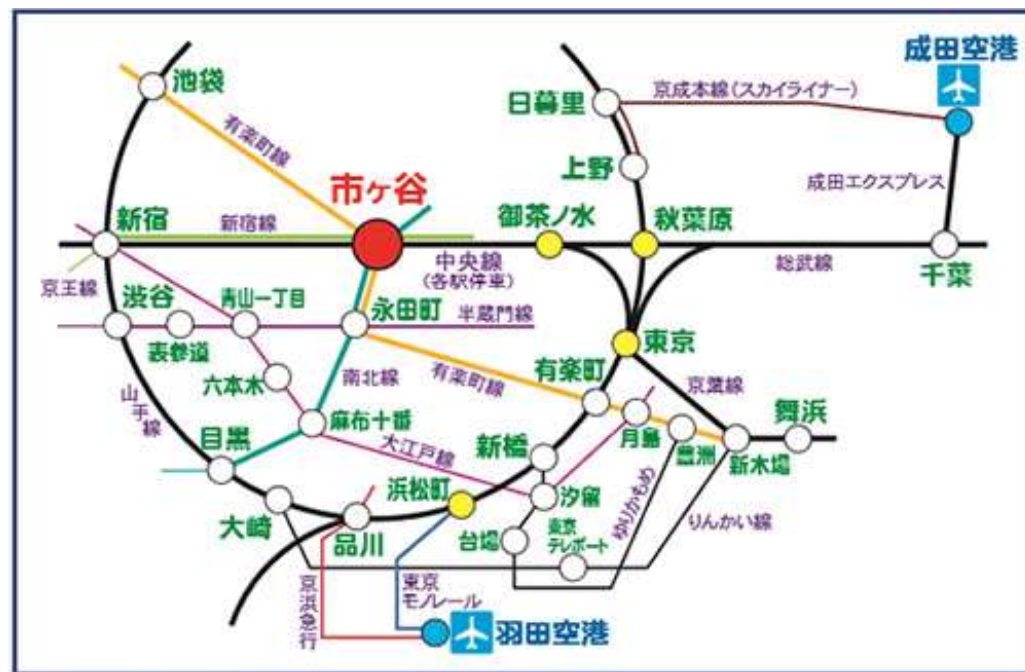 成田空港
池袋
京成本線(スカイライナー)
日暮里
有楽町線
上野
成田エクスプレス
市ヶ谷
新宿
新宿線
御茶ノ水
秋葉原
中央線
(各駅停車)
総武線
千葉
京王線
渋谷
青山一丁目
永田町
半蔵門線
東京
表参道
有楽町線
有楽町
京葉線
六本木
南北線
舞浜
山手線
麻布十番
月島
豊洲
新木場
目黒
大江戸線
新橋
浜松町
汐留
ゆりかもめ
りんかい線
大崎
品川
台場
東京
テレポート
京浜急行
東京
モノレール
羽田空港